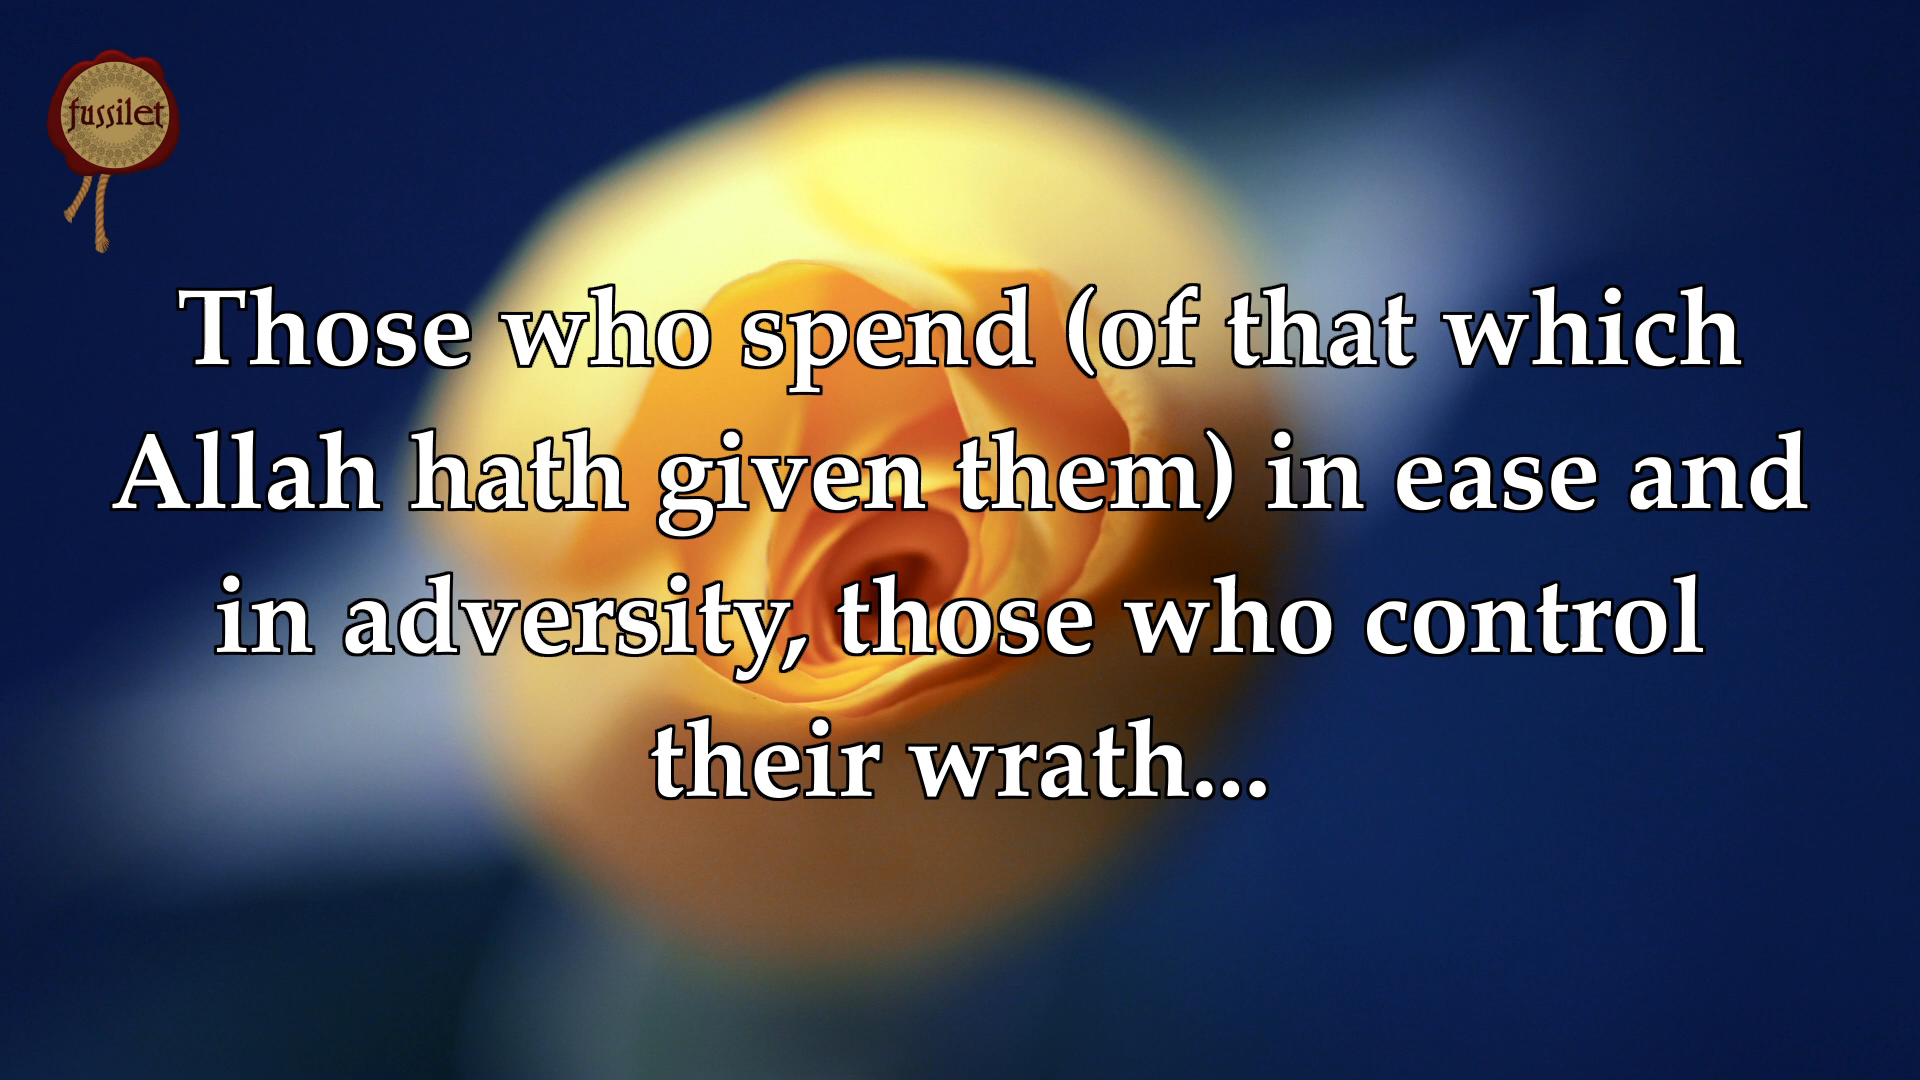 fussilet
Those who spend (of that which
Allah hath given them) in ease and
in adversity, those who control
their wrath...